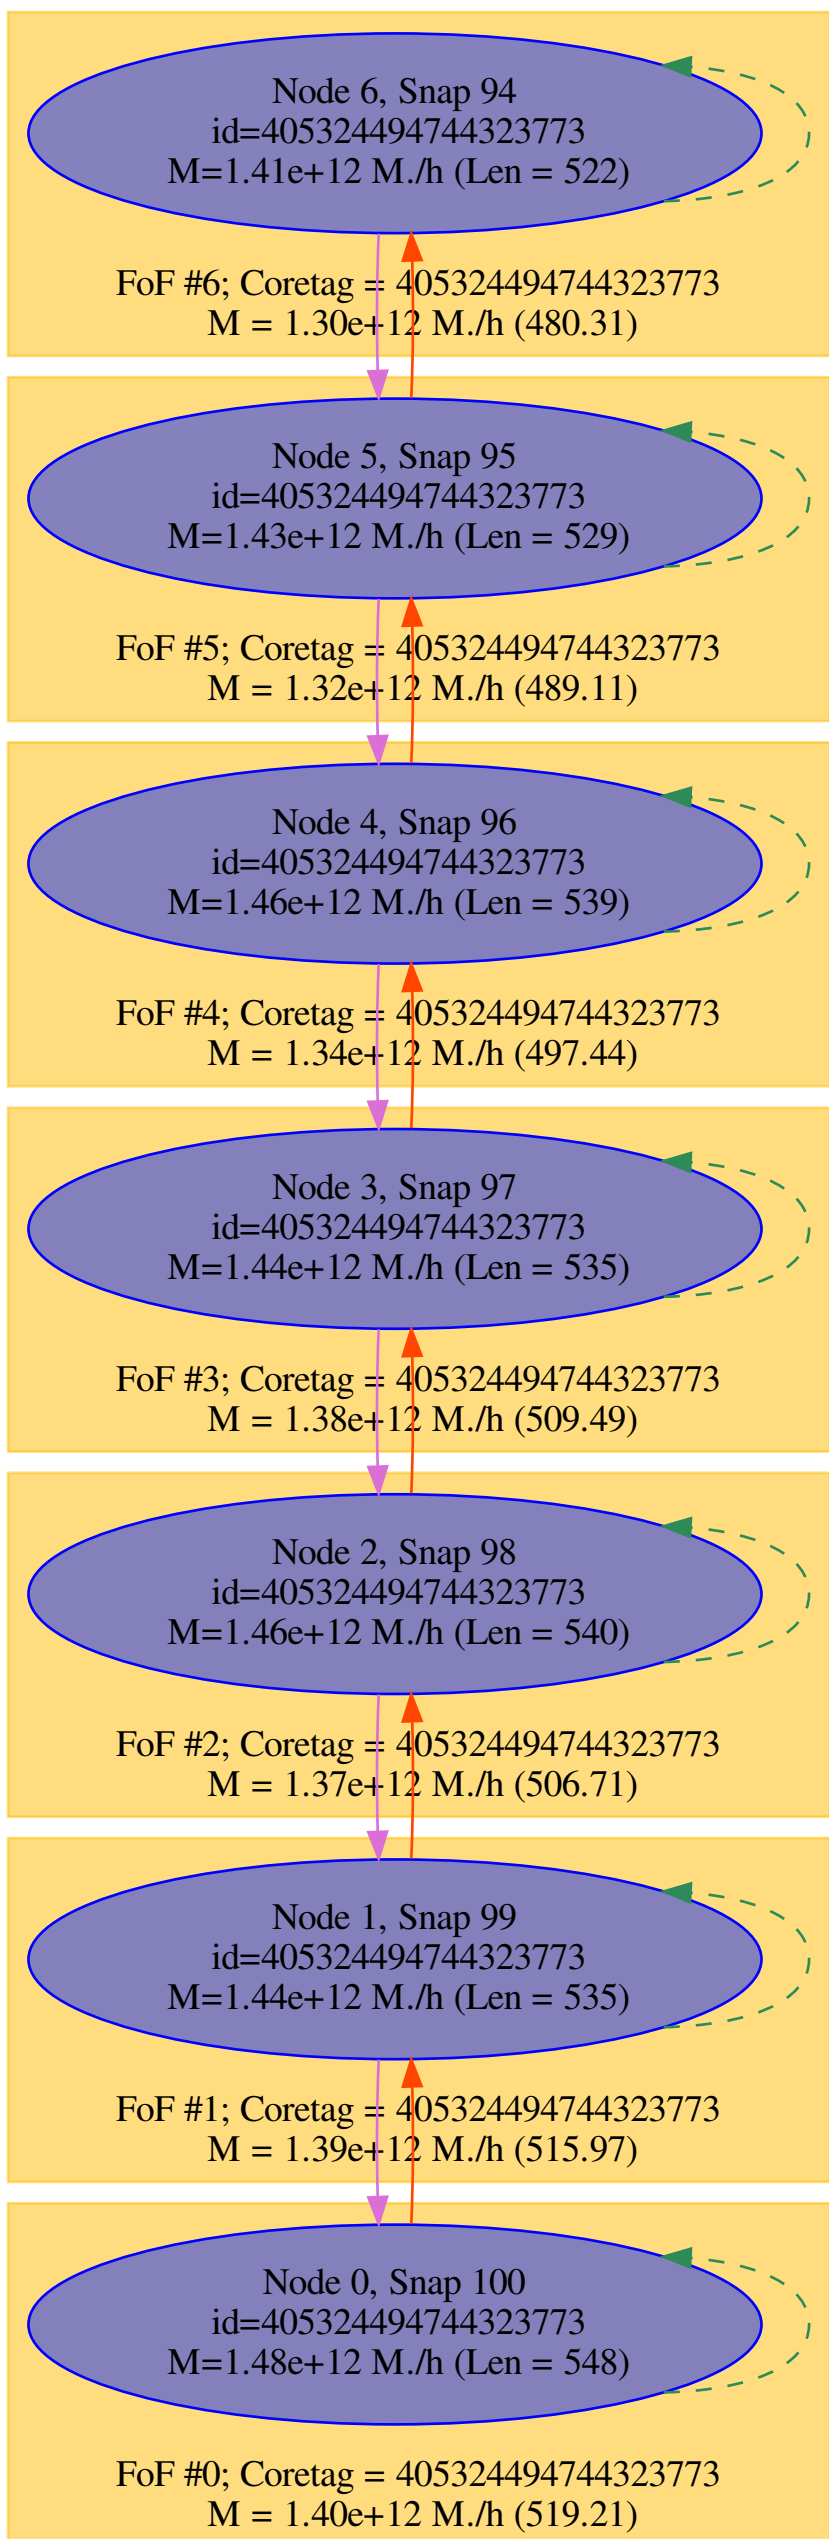 Node 6, Snap 94
id=405324494744323773
M=1.41e+12 M./h (Len = 522)
FoF #6; Coretag = 405324494744323773
M = 1.30e+12 M./h (480.31)
Node 5, Snap 95
id=405324494744323773
M=1.43e+12 M./h (Len = 529)
FoF #5; Coretag = 405324494744323773
M = 1.32e+12 M./h (489.11)
Node 4, Snap 96
id=405324494744323773
M=1.46e+12 M./h (Len = 539)
FoF #4; Coretag = 405324494744323773
M = 1.34e+12 M./h (497.44)
Node 3, Snap 97
id=405324494744323773
M=1.44e+12 M./h (Len = 535)
FoF #3; Coretag = 405324494744323773
M = 1.38e+12 M./h (509.49)
Node 2, Snap 98
id=405324494744323773
M=1.46e+12 M./h (Len = 540)
FoF #2; Coretag = 405324494744323773
M = 1.37e+12 M./h (506.71)
Node 1, Snap 99
id=405324494744323773
M=1.44e+12 M./h (Len = 535)
FoF #1; Coretag = 405324494744323773
M = 1.39e+12 M./h (515.97)
Node 0, Snap 100
id=405324494744323773
M=1.48e+12 M./h (Len = 548)
FoF #0; Coretag = 405324494744323773
M = 1.40e+12 M./h (519.21)